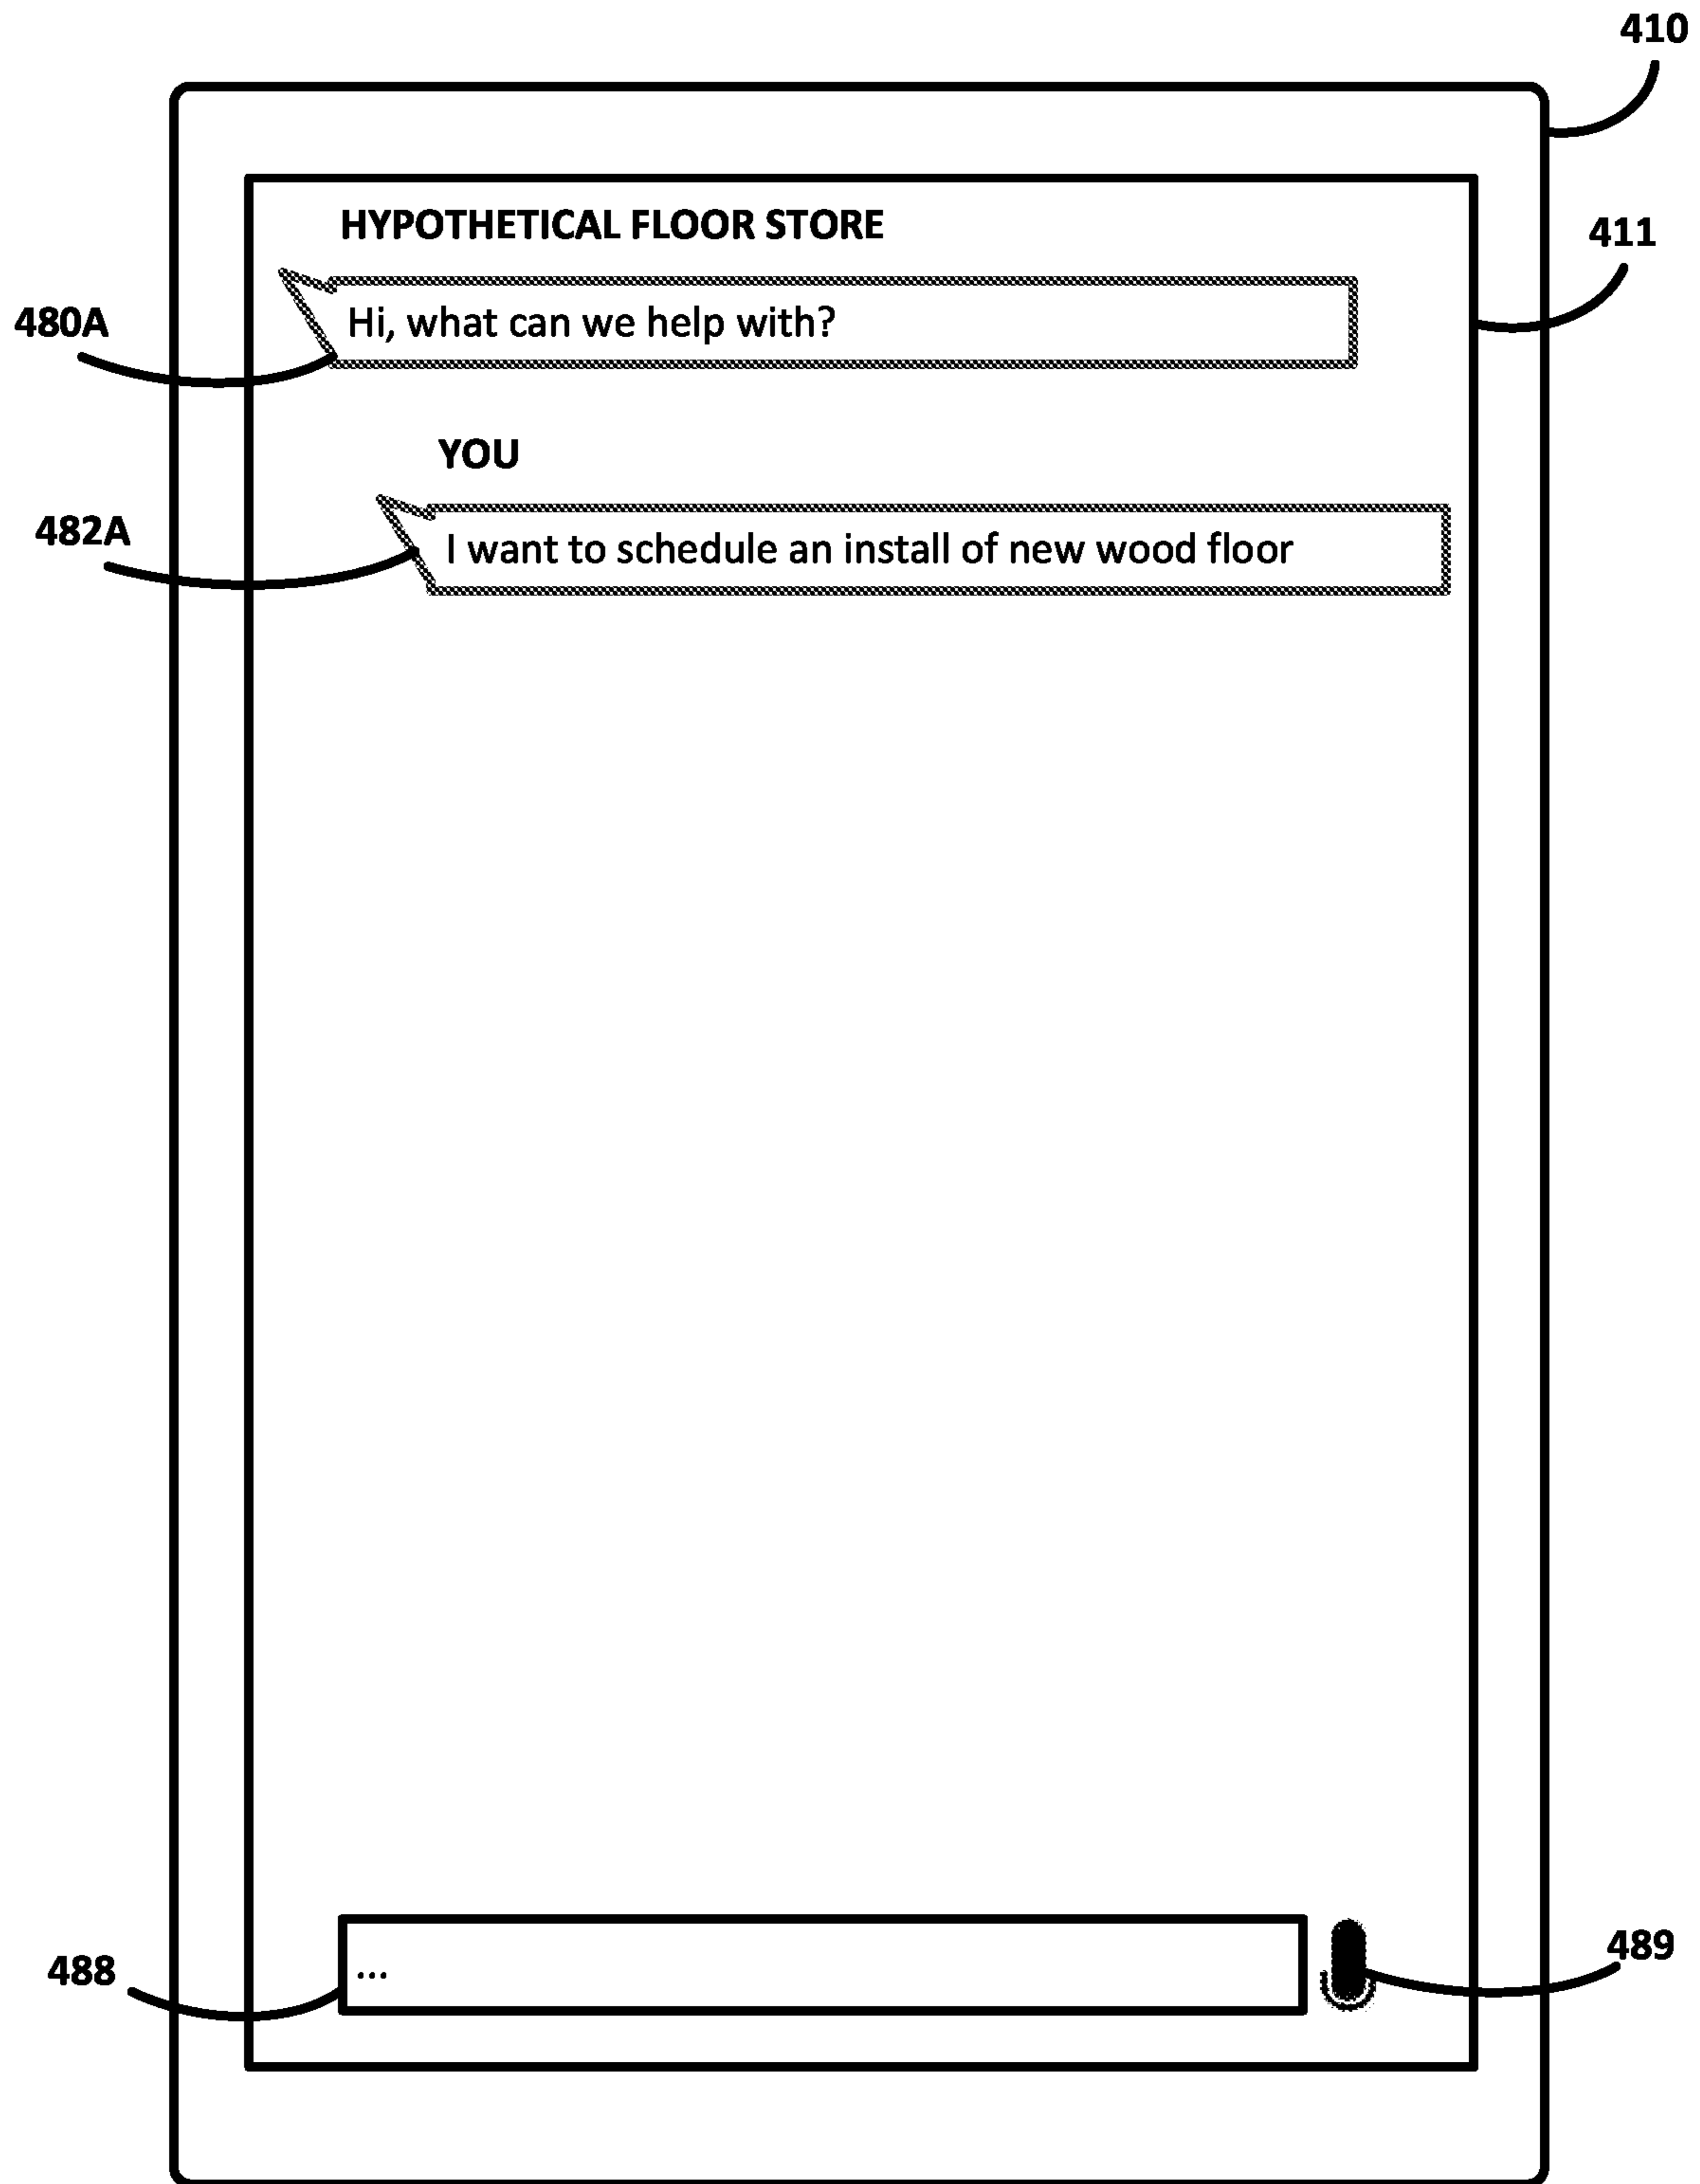 410
HYPOTHETICAL FLOOR STORE
411
480A
Hi, what can we help with?
YOU
482A
I want to schedule an install of new wood floor
488
...
489